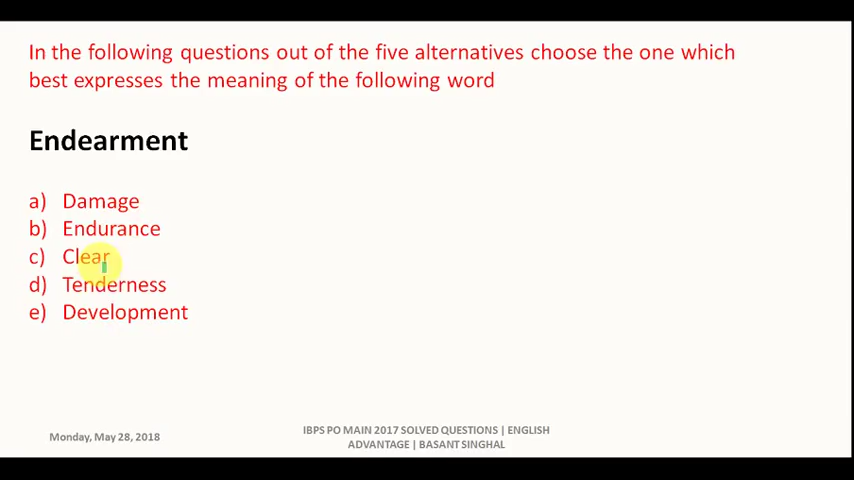 In the following questions out of the five alternatives choose the one which
best expresses the meaning of the following word
Endearment
a) Damage
b) Endurance
c) Clear
d) Tenderness
e) Development
Monday, May 28, 2018
IBPS PO MAIN 2017 SOLVED QUESTIONS | ENGLISH
ADVANTAGE | BASANT SINGHAL